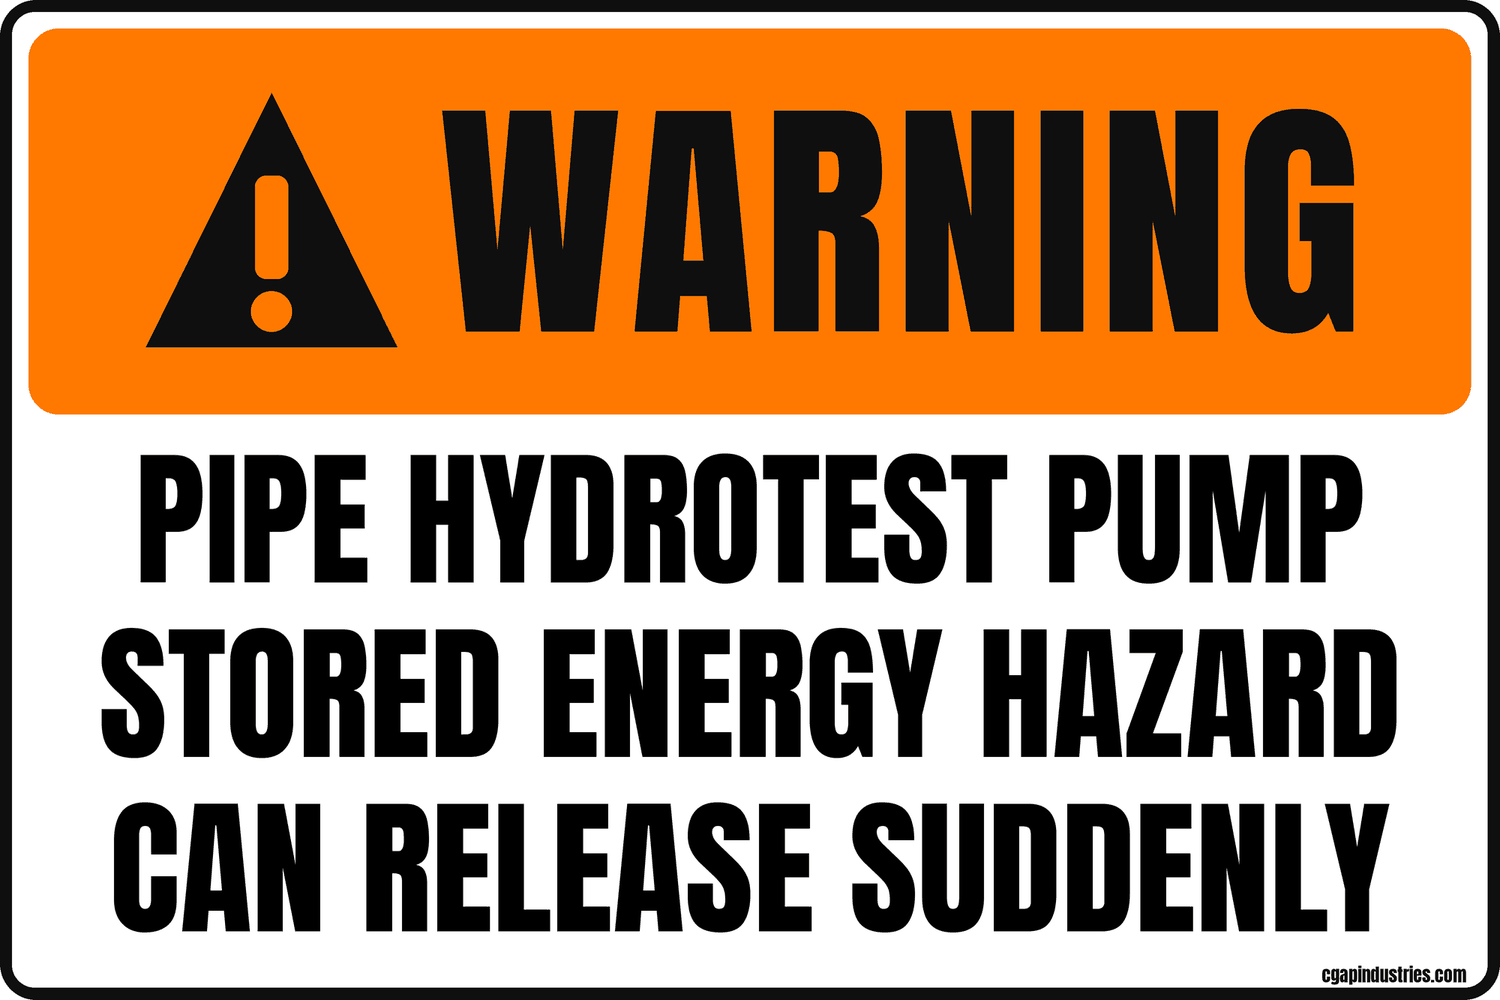 WARNING
PIPE HYDROTEST PUMP
STORED ENERGY HAZARD
CAN RELEASE SUDDENLY
cgapindustries.com